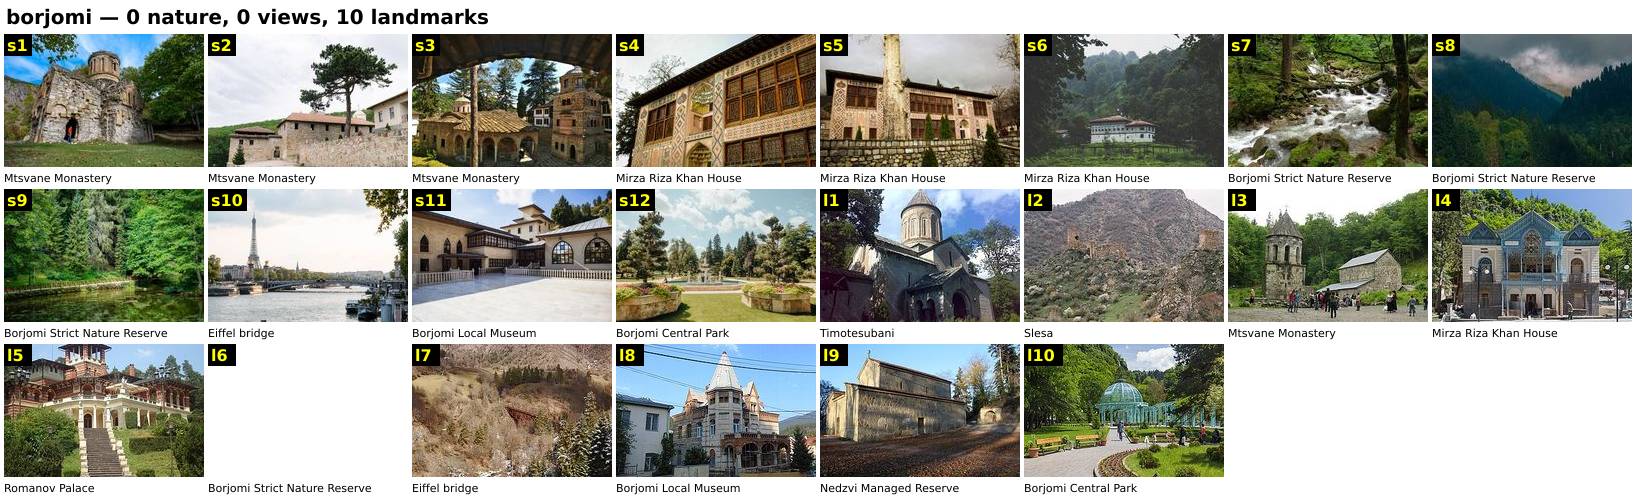 borjomi — 0 nature, 0 views, 10 landmarks
s1 s2 s3 s4 s5 s6 s7 s8
Mtsvane Monastery Mtsvane Monastery Mtsvane Monastery Mirza Riza Khan House Mirza Riza Khan House Mirza Riza Khan House Borjomi Strict Nature Reserve Borjomi Strict Nature Reserve
s9 s10 s11 s12 l1 l2 l3 l4
Borjomi Strict Nature Reserve Eiffel bridge Borjomi Local Museum Borjomi Central Park Timotesubani Slesa Mtsvane Monastery Mirza Riza Khan House
l5 l6 l7 l8 l9 l10
Romanov Palace Borjomi Strict Nature Reserve Eiffel bridge Borjomi Local Museum Nedzvi Managed Reserve Borjomi Central Park